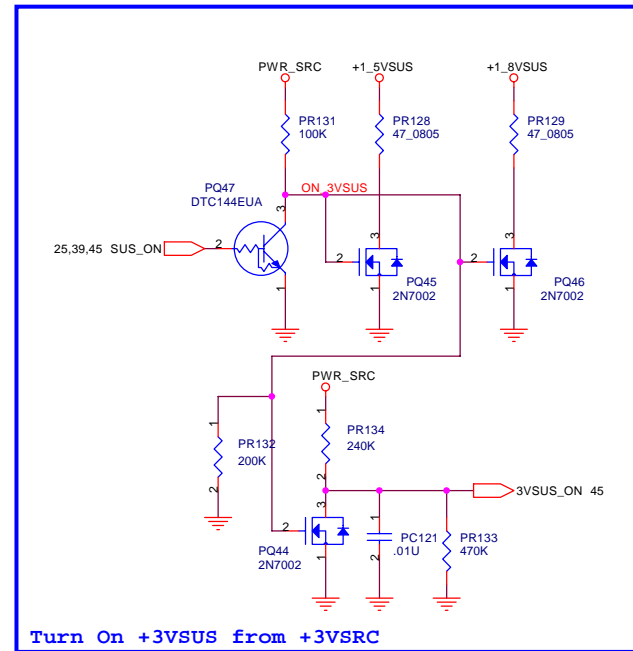 PWR_SRC +1_5VSUS +1_8VSUS
PR131
100K
PR128
47_0805
PR129
47_0805
PQ47
DTC144EUA
ON_3VSUS
3
25,39,45 SUS_ON
2
1
3
2
1
PQ45
2N7002
3
2
1
PQ46
2N7002
PWR_SRC
1
PR132
200K
2
1
PR134
240K
2
3
2
1
PQ44
2N7002
1
PC121
.01U
2
PR133
470K
3VSUS_ON 45
Turn On +3VSUS from +3VSRC